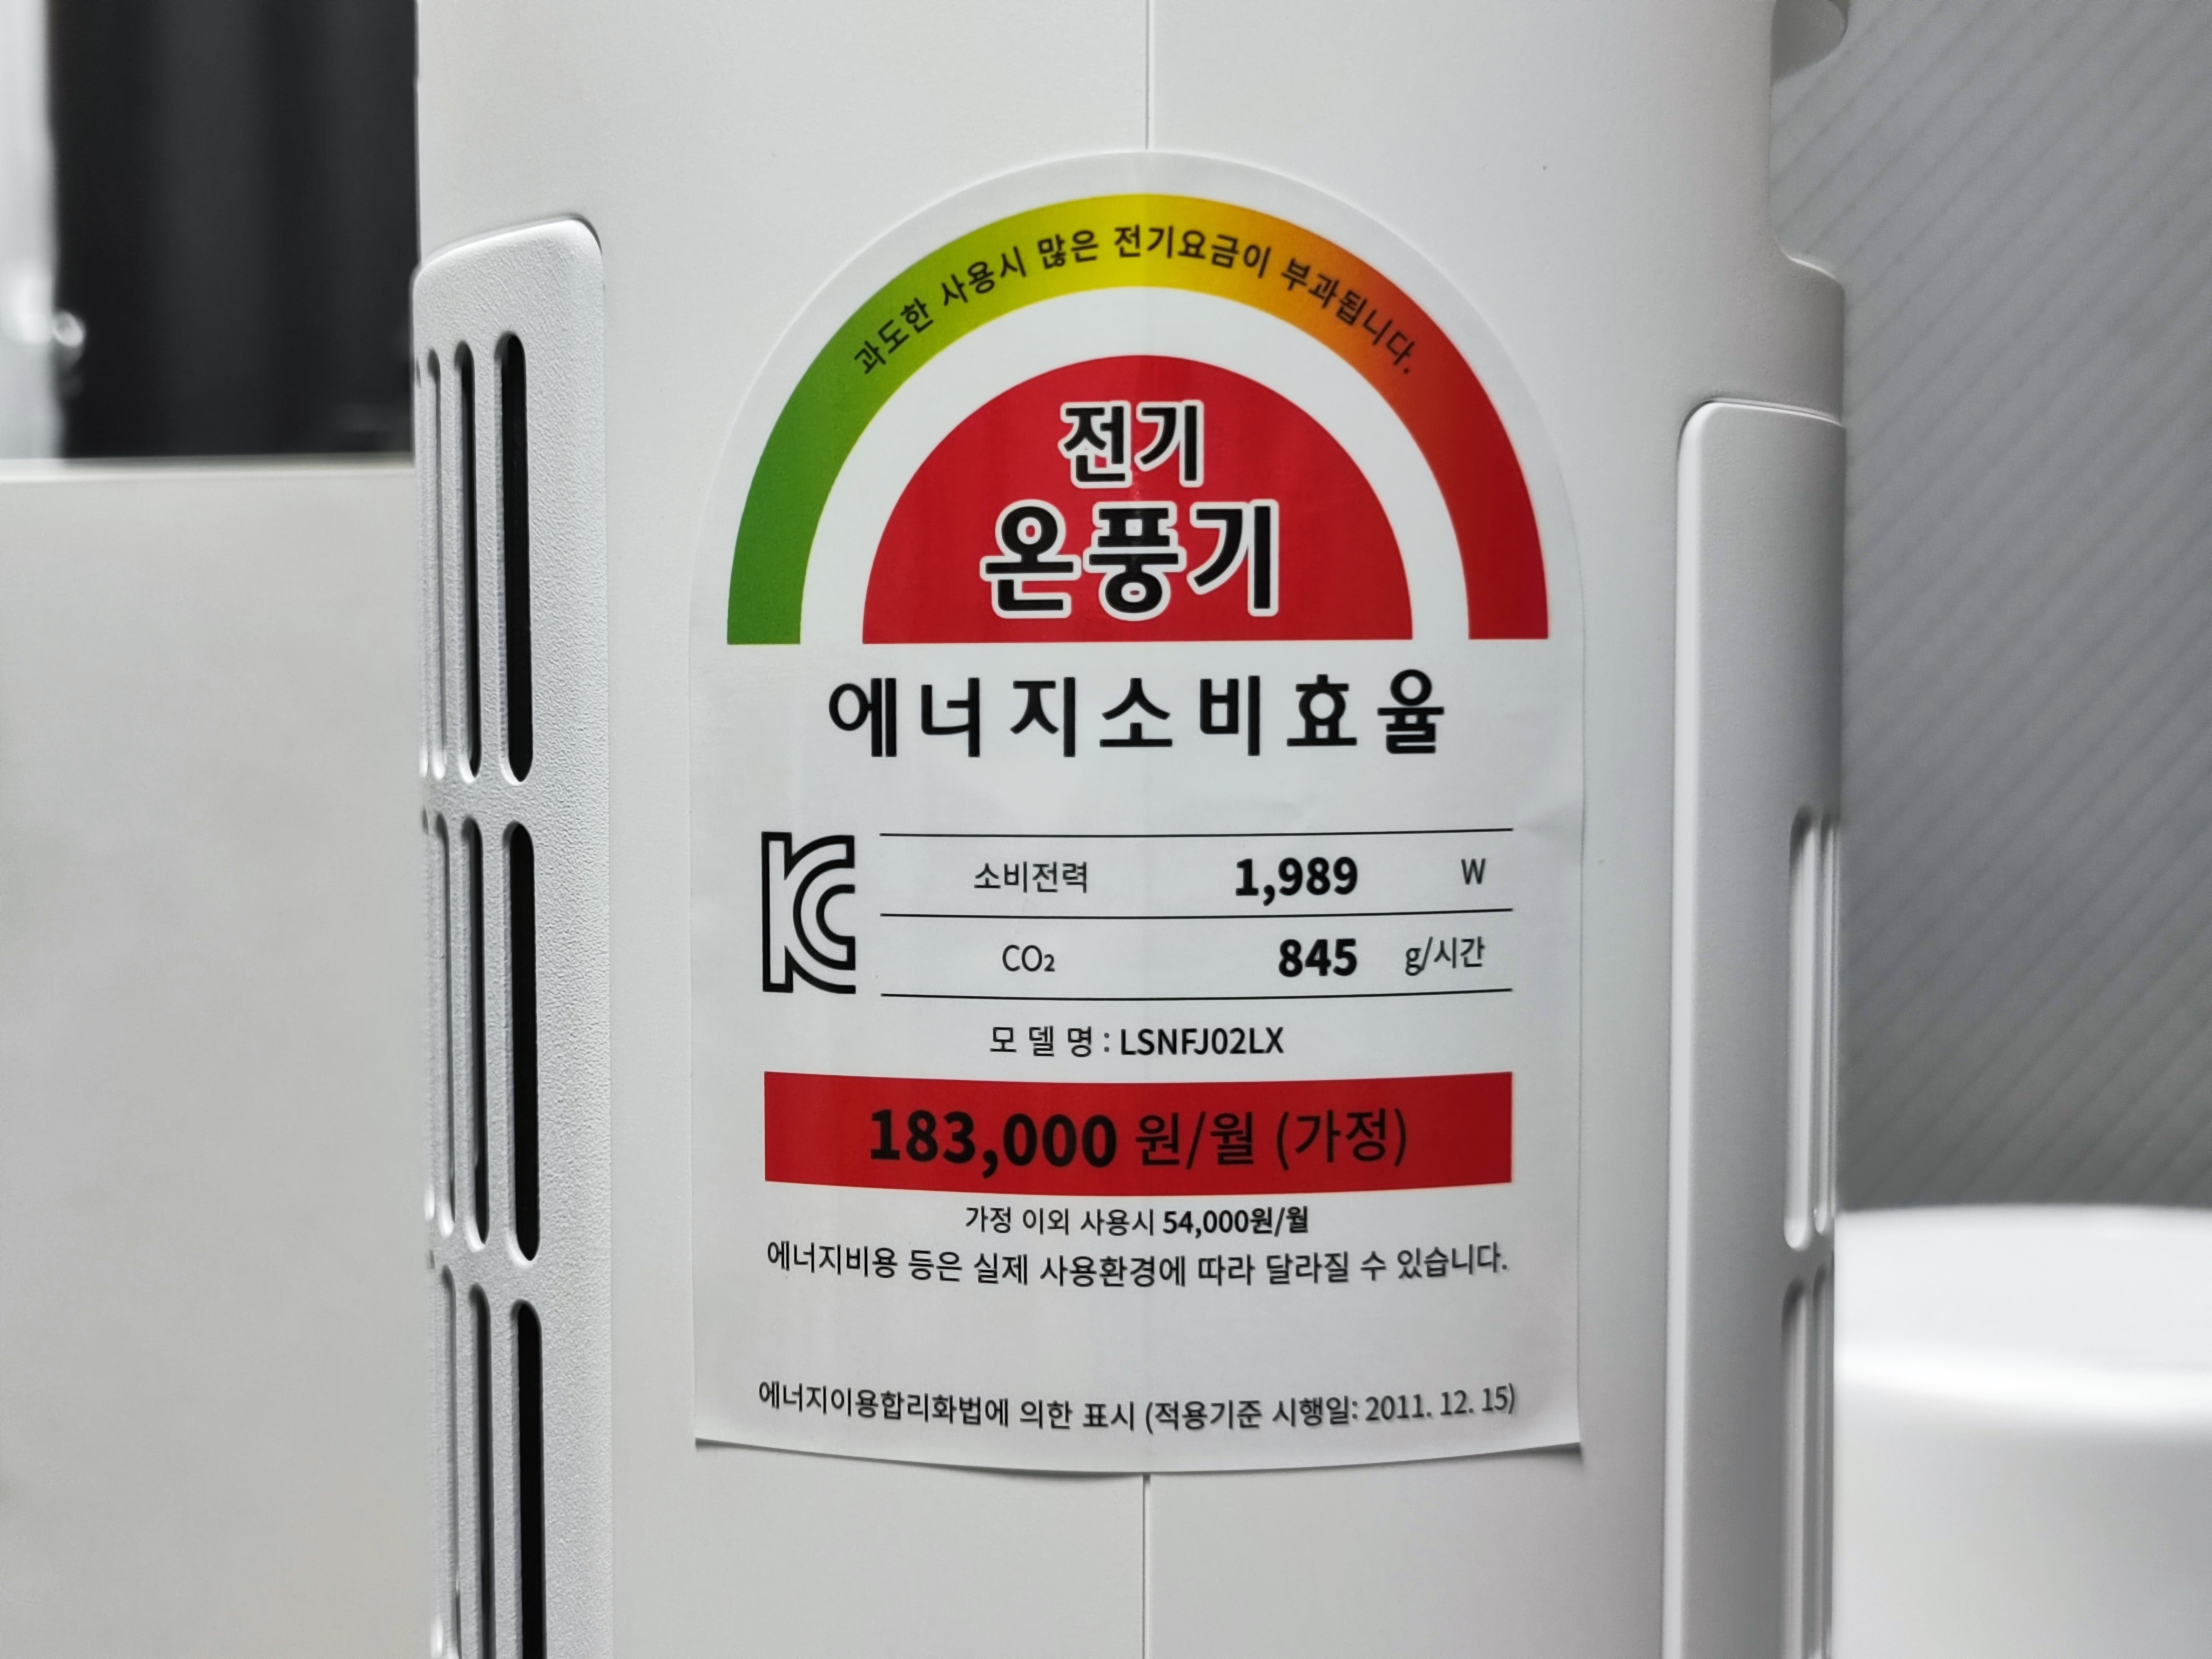 과도한 사용시 많은 전기요금이 부과됩니다.
전기
온풍기
에너지소비효율
소비전력 1,989 W
CO₂ 845 g/시간
모 델 명 : LSNFJ02LX
183,000 원/월 (가정)
가정 이외 사용시 54,000원/월
에너지비용 등은 실제 사용환경에 따라 달라질 수 있습니다.
에너지이용합리화법에 의한 표시 (적용기준 시행일: 2011. 12. 15)